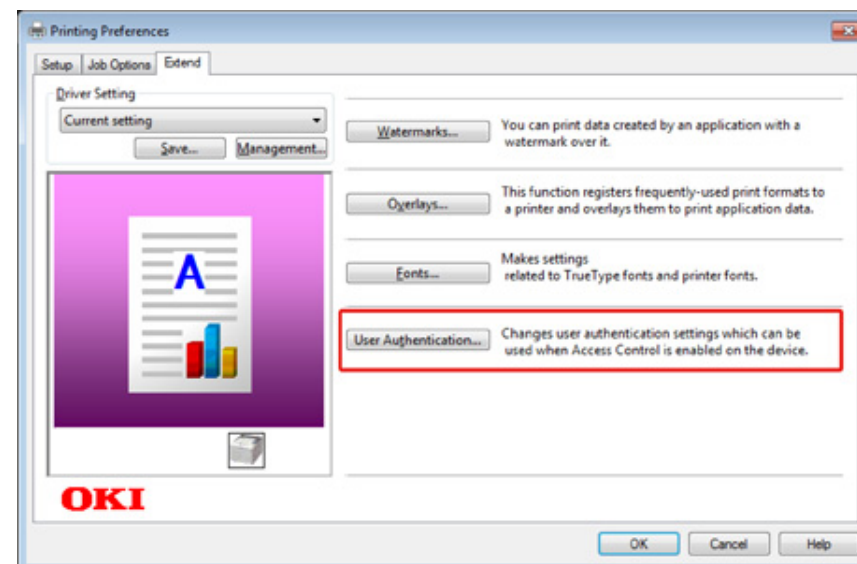 Printing Preferences
Setup Job Options Extend
Driver Setting
Current setting
Save... Management...
Watermarks... You can print data created by an application with a
watermark over it.
Overlays... This function registers frequently-used print formats to
a printer and overlays them to print application data.
Fonts... Makes settings
related to TrueType fonts and printer fonts.
User Authentication... Changes user authentication settings which can be
used when Access Control is enabled on the device.
A
OKI
OK Cancel Help